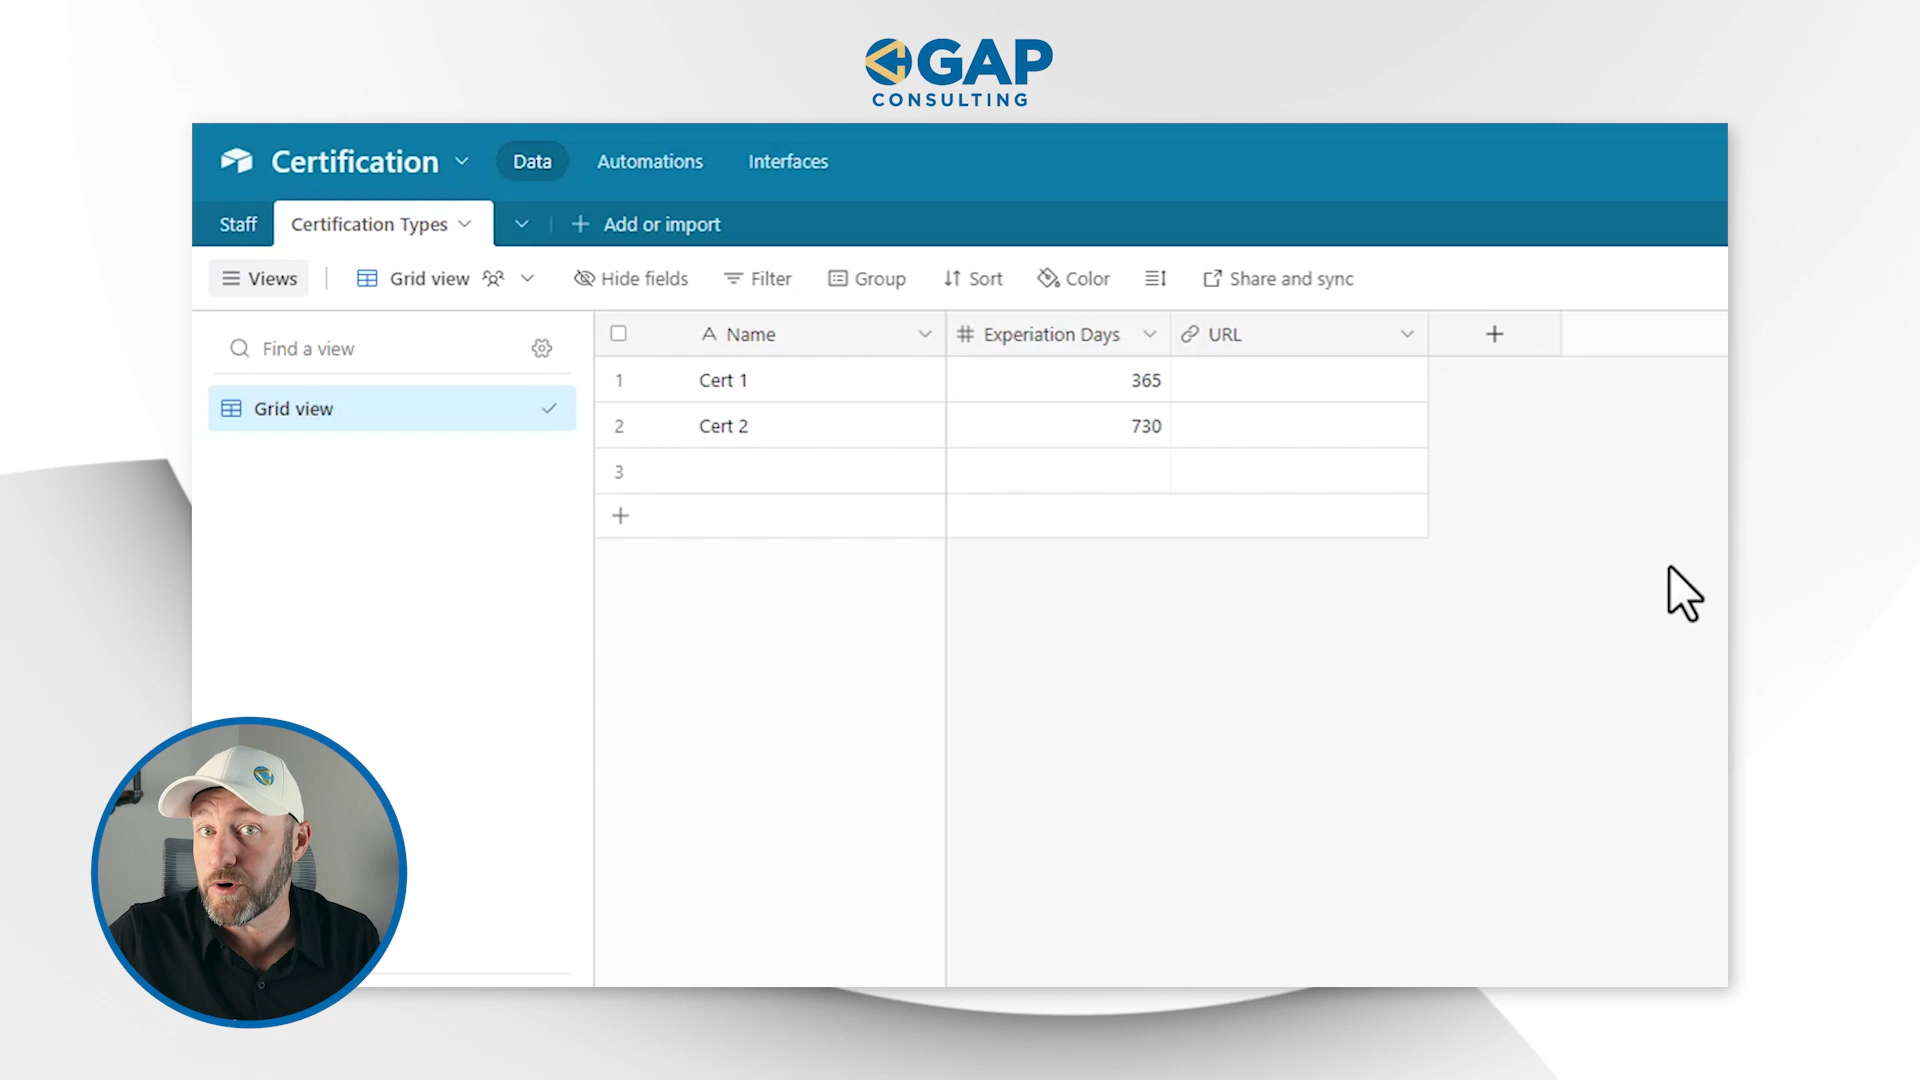 GAP
CONSULTING
Certification Data Automations Interfaces
Staff Certification Types Add or import
Views Grid view Hide fields Filter Group Sort Color Share and sync
Find a view
Grid view
Name Experiation Days URL
1 Cert 1 365
2 Cert 2 730
3